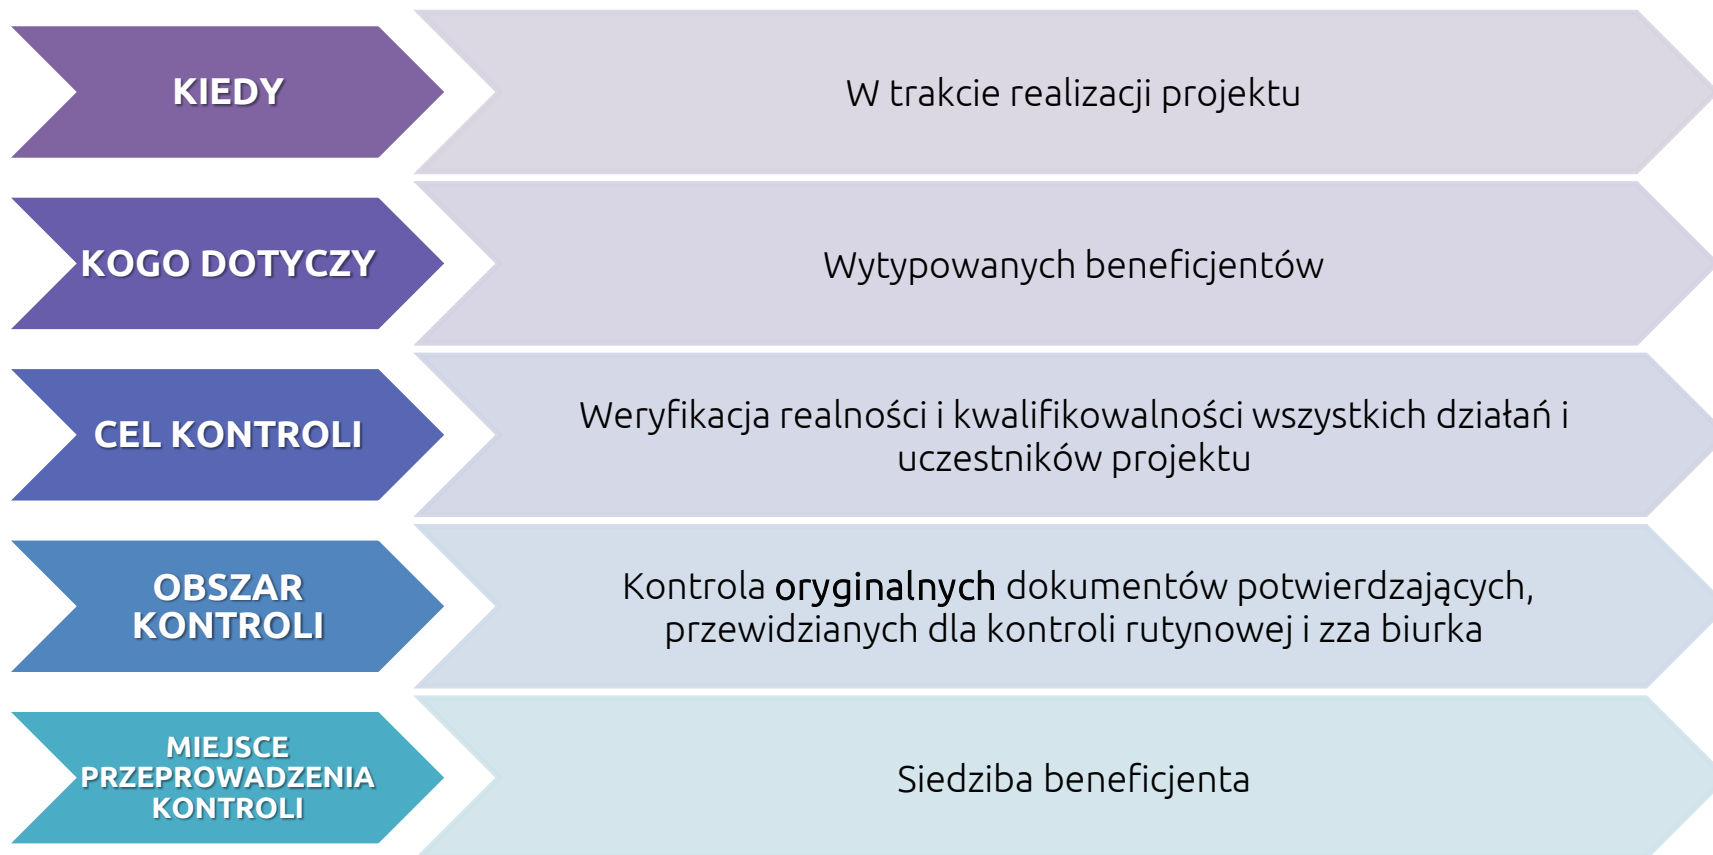 KIEDY
W trakcie realizacji projektu
KOGO DOTYCZY
Wytypowanych beneficjentów
CEL KONTROLI
Weryfikacja realności i kwalifikowalności wszystkich działań i
uczestników projektu
OBSZAR
KONTROLI
Kontrola oryginalnych dokumentów potwierdzających,
przewidzianych dla kontroli rutynowej i zza biurka
MIEJSCE
PRZEPROWADZENIA
KONTROLI
Siedziba beneficjenta